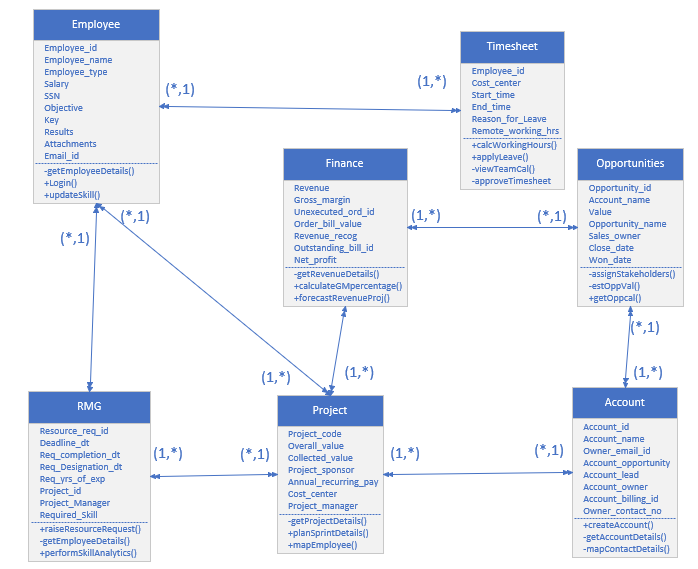 Employee
Employee_id
Employee_name
Employee_type
Salary
SSN
Objective
Key
Results
Attachments
Email_id
-getEmployeeDetails()
+Login()
+updateSkill()
(*,1)
(1,*)
Timesheet
Employee_id
Cost_center
Start_time
End_time
Reason_for_Leave
Remote_working_hrs
+calcWorkingHours()
+applyLeave()
-viewTeamCal()
-approveTimesheet
Finance
Revenue
Gross_margin
Unexecuted_ord_id
Order_bill_value
Revenue_recog
Outstanding_bill_id
Net_profit
-getRevenueDetails()
+calculateGMpercentage()
+forecastRevenueProj()
(1,*)
(*,1)
Opportunities
Opportunity_id
Account_name
Value
Opportunity_name
Sales_owner
Close_date
Won_date
-assignStakeholders()
-estOppVal()
+getOppcal()
(*,1)
(*,1)
(*,1)
(1,*)
(1,*)
(1,*)
RMG
Resource_req_id
Deadline_dt
Req_completion_dt
Req_Designation_dt
Req_yrs_of_exp
Project_id
Project_Manager
Required_Skill
+raiseResourceRequest()
-getEmployeeDetails()
+performSkillAnalytics()
(1,*)
(*,1)
Project
Project_code
Overall_value
Collected_value
Project_sponsor
Annual_recurring_pay
Cost_center
Project_manager
-getProjectDetails()
+planSprintDetails()
+mapEmployee()
(1,*)
(*,1)
Account
Account_id
Account_name
Owner_email_id
Account_opportunity
Account_lead
Account_owner
Account_billing_id
Owner_contact_no
+createAccount()
-getAccountDetails()
-mapContactDetails()